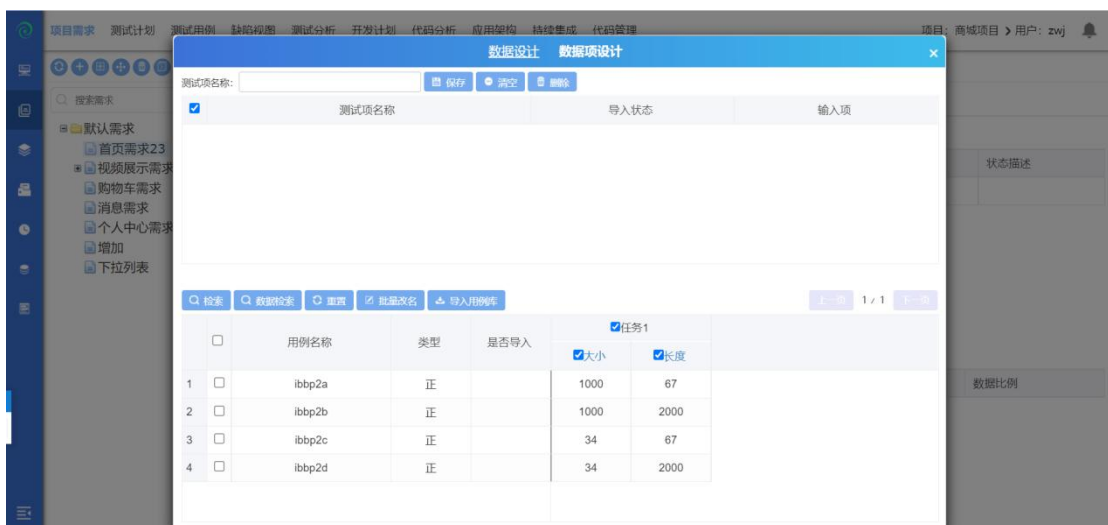 项目需求 测试计划 测试用例 缺陷视图 测试分析 开发计划 代码分析 应用架构 持续集成 代码管理 项目: 商城项目 > 用户: zwj
数据设计 数据项设计 ×
测试项名称: 保存 清空 删除
搜索需求
测试项名称 导入状态 输入项
默认需求
首页需求23
视频展示需求 状态描述
购物车需求
消息需求
个人中心需求
增加
下拉列表
检索 数据检索 重置 批量改名 导入用例库 上一页 1 / 1 下一页
用例名称 类型 是否导入 任务1
大小 长度
1 ibbp2a 正 1000 67 数据比例
2 ibbp2b 正 1000 2000
3 ibbp2c 正 34 67
4 ibbp2d 正 34 2000